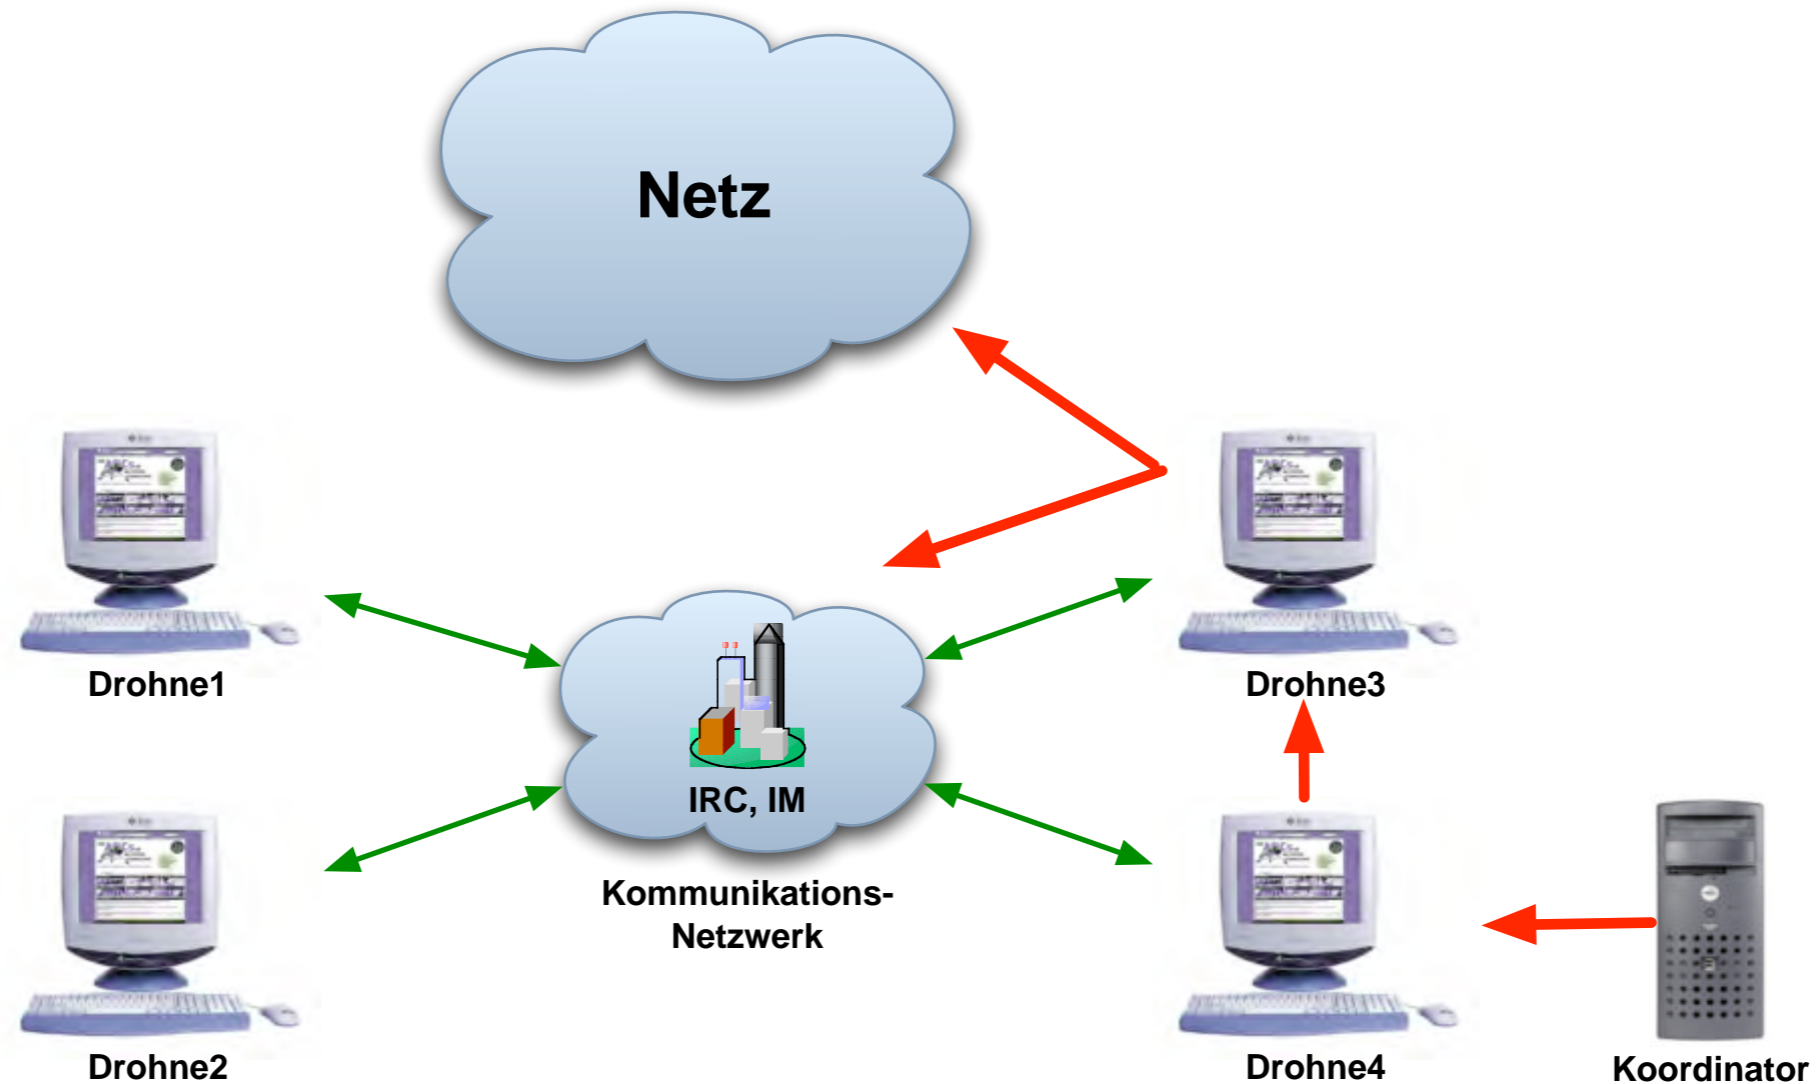 Netz
Drohne1
Drohne3
IRC, IM
Kommunikations-
Netzwerk
Drohne2
Drohne4
Koordinator